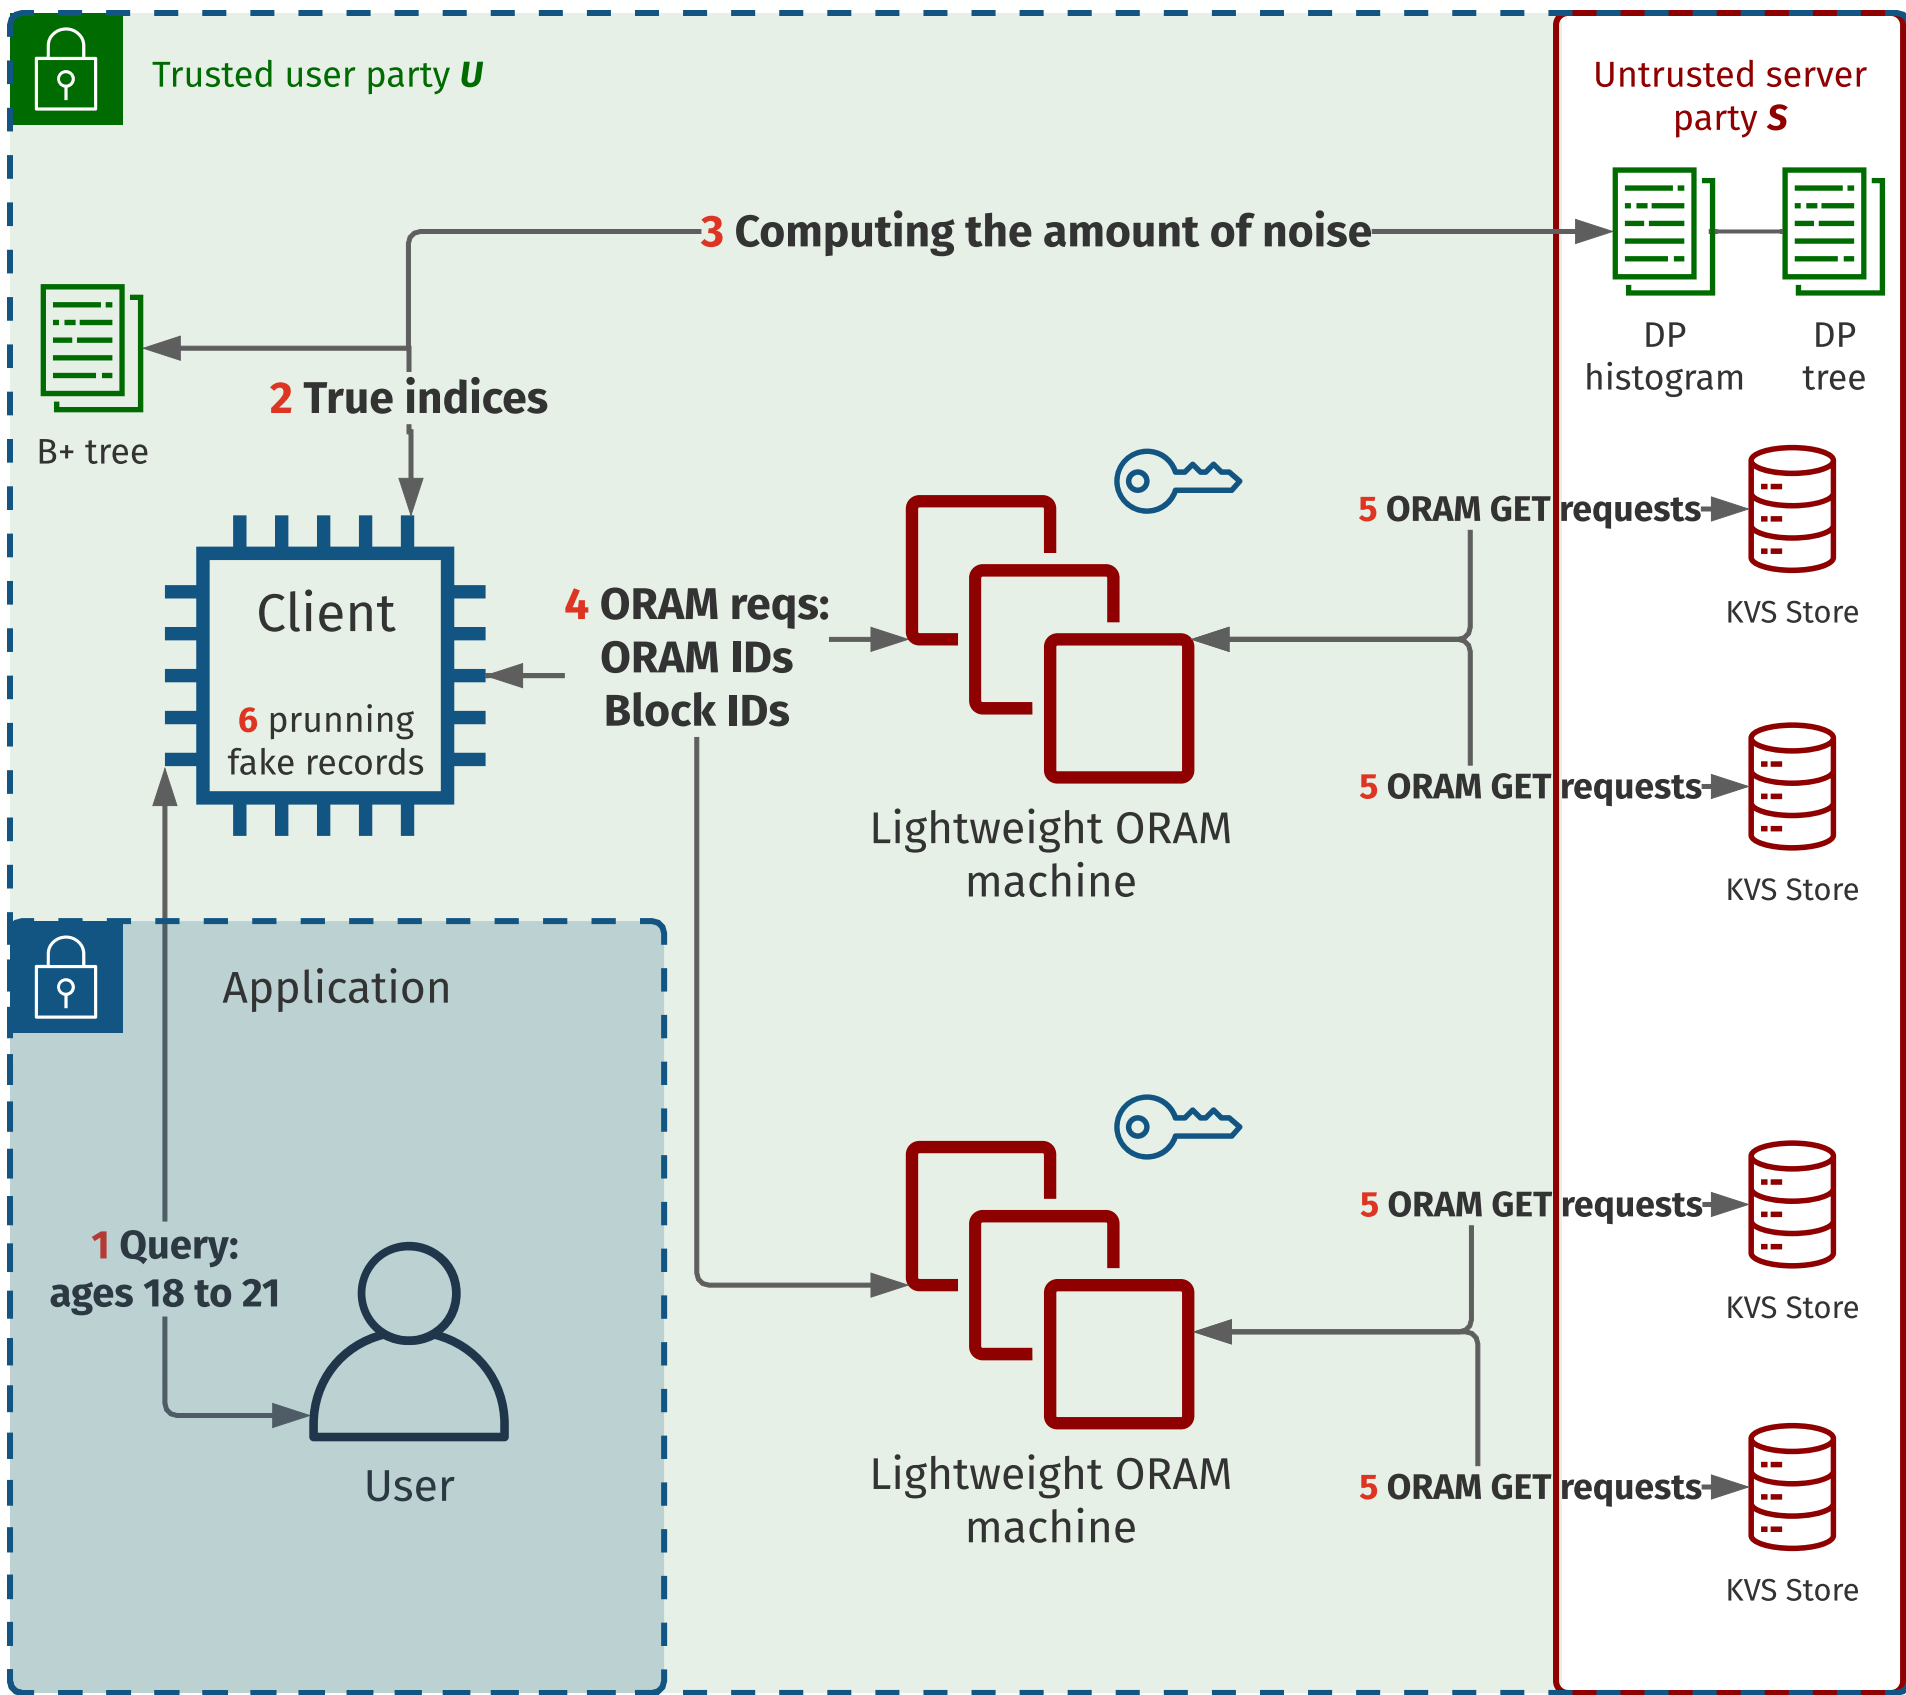 Trusted user party U
Untrusted server
party S
3 Computing the amount of noise
DP
histogram
DP
tree
2 True indices
B+ tree
5 ORAM GET requests
KVS Store
Client
4 ORAM reqs:
ORAM IDs
Block IDs
6 prunning
fake records
5 ORAM GET requests
KVS Store
Lightweight ORAM
machine
Application
1 Query:
ages 18 to 21
User
5 ORAM GET requests
KVS Store
Lightweight ORAM
machine
5 ORAM GET requests
KVS Store